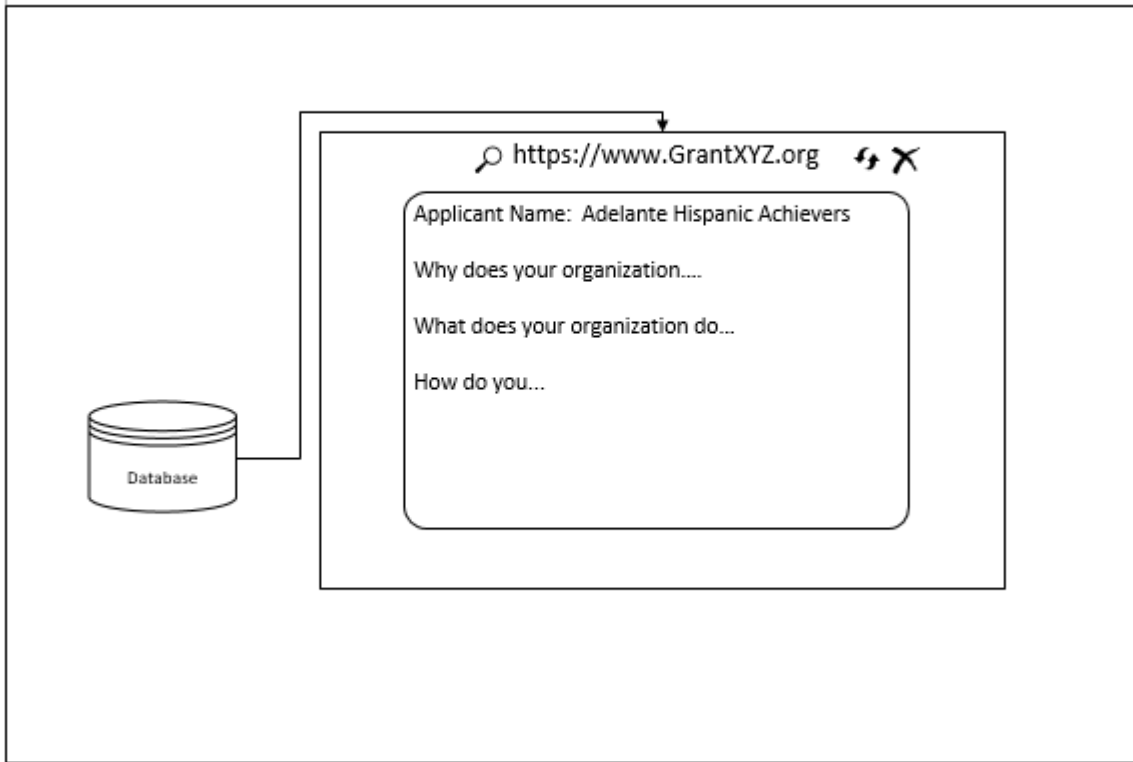 https://www.GrantXYZ.org
Applicant Name: Adelante Hispanic Achievers
Why does your organization....
What does your organization do...
How do you...
Database